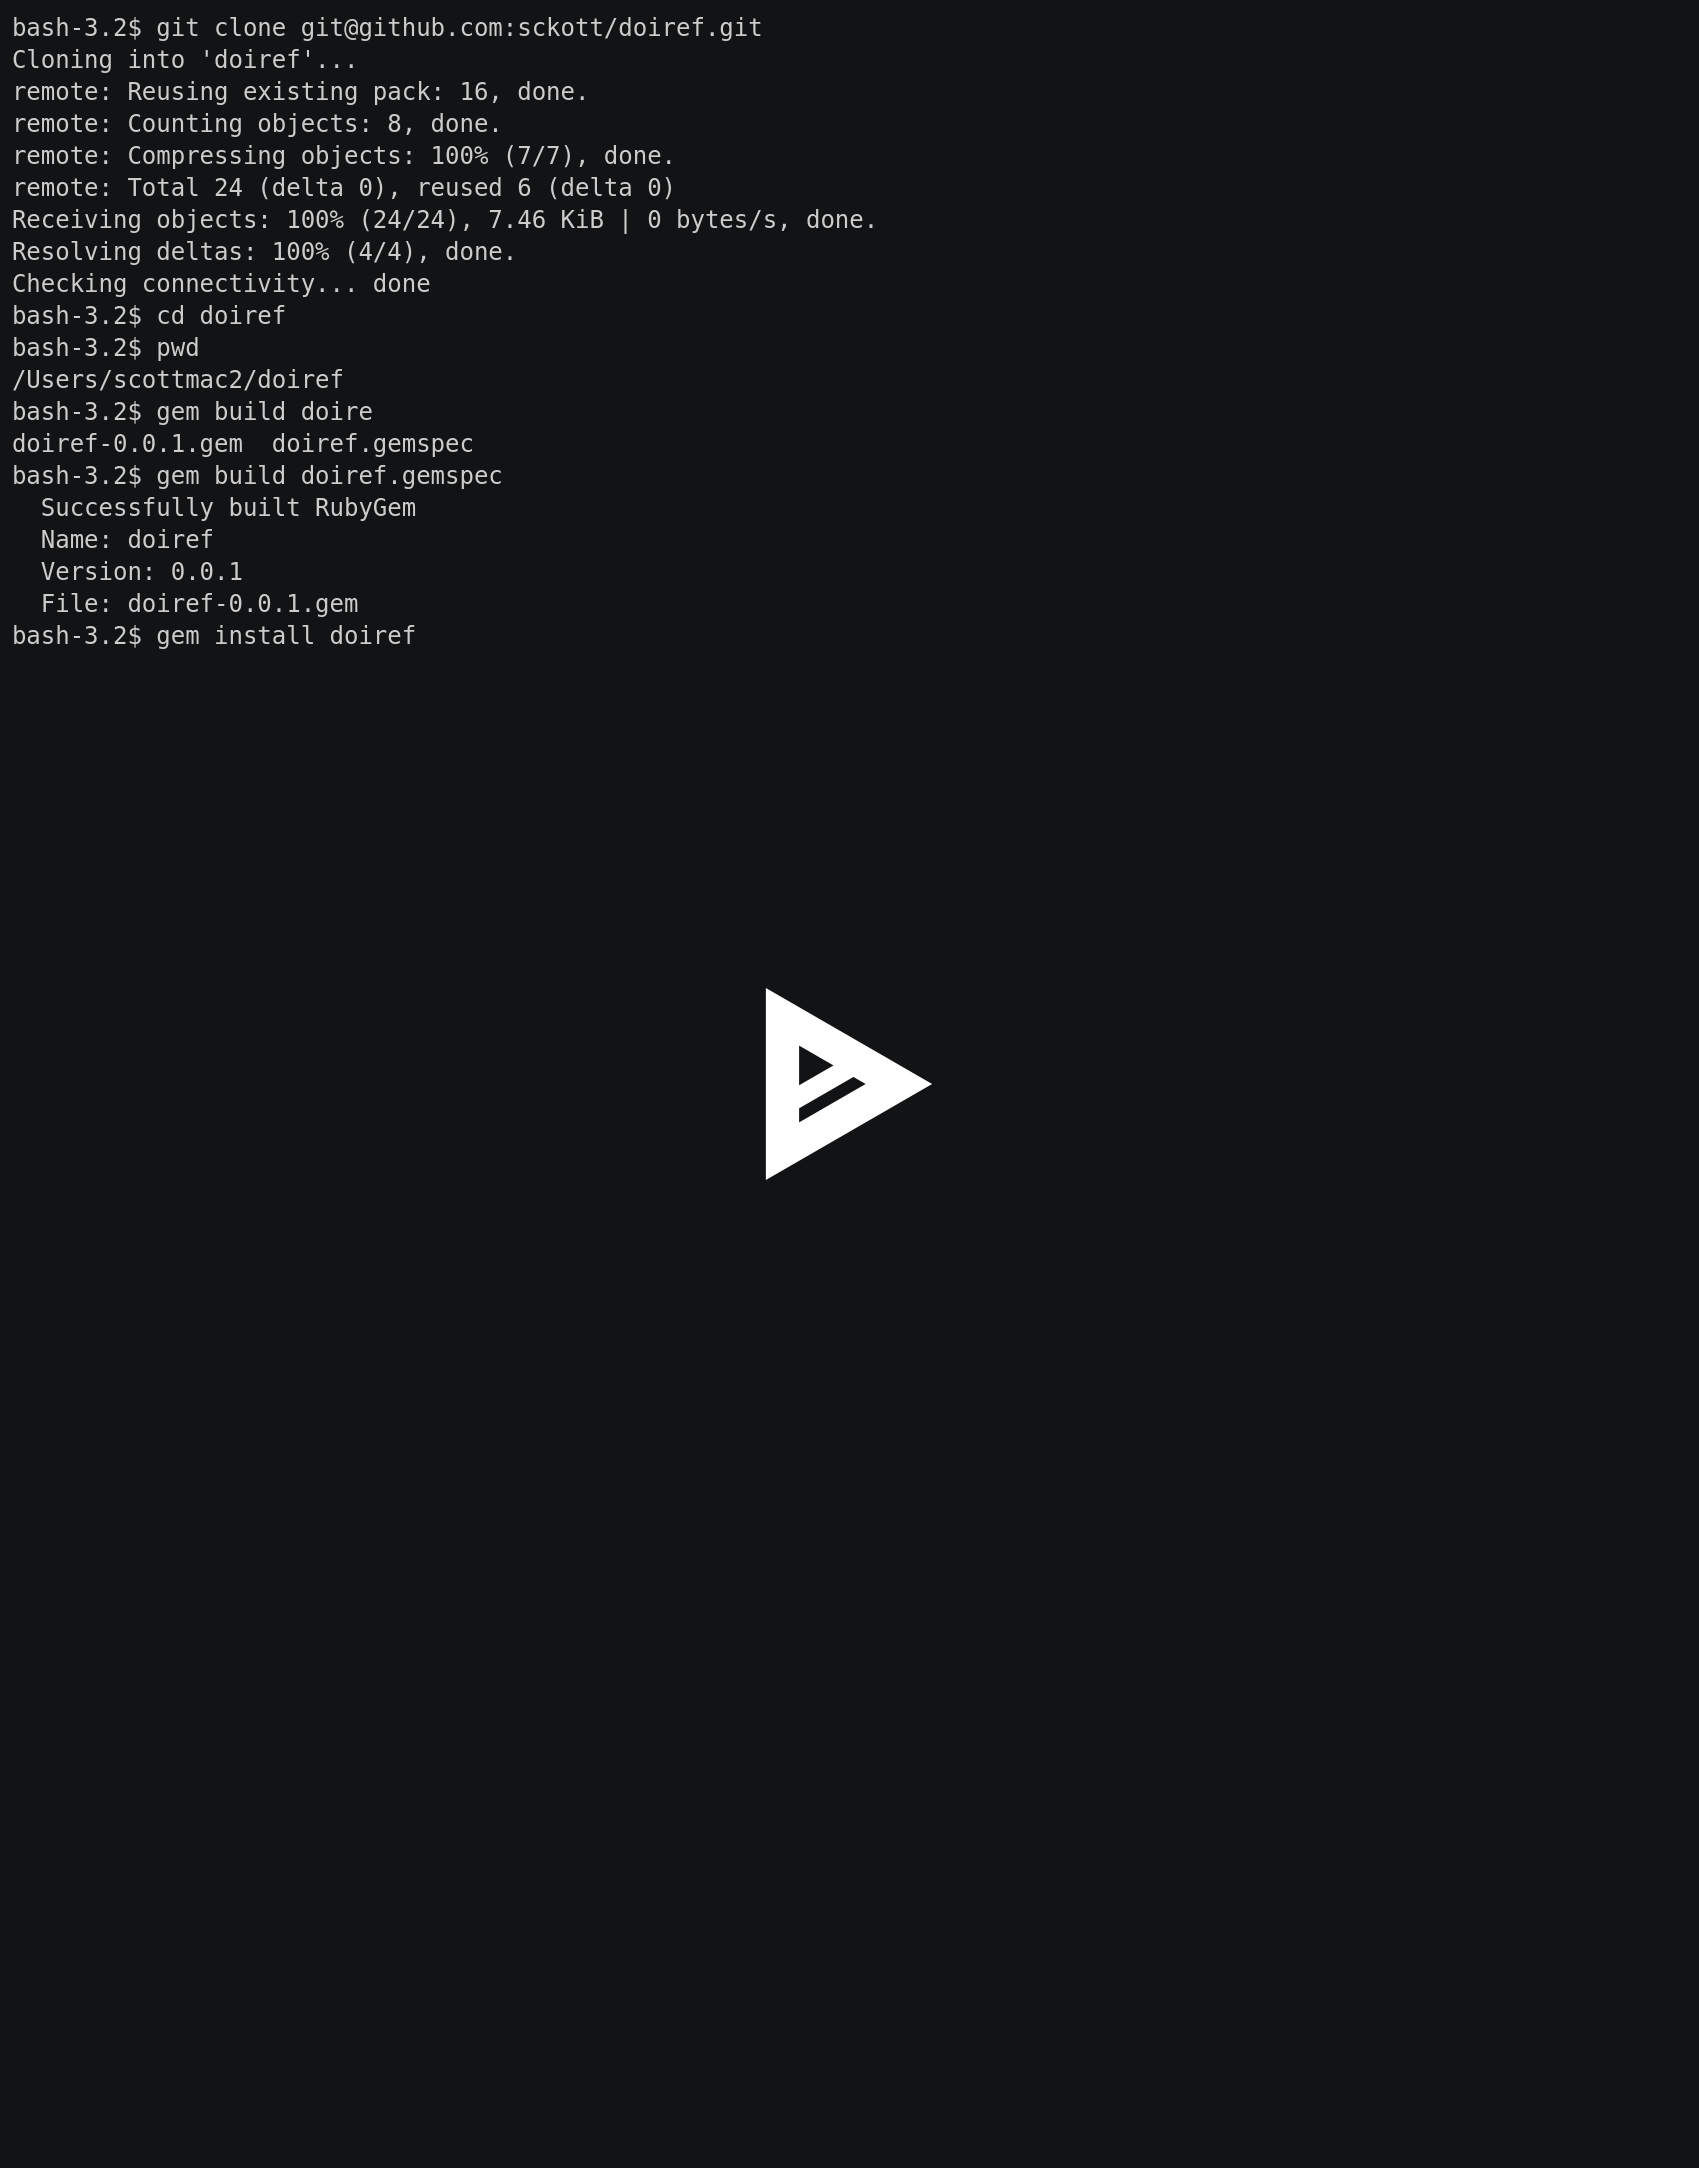 bash-3.2$ git clone git@github.com:sckott/doiref.git
Cloning into 'doiref'...
remote: Reusing existing pack: 16, done.
remote: Counting objects: 8, done.
remote: Compressing objects: 100% (7/7), done.
remote: Total 24 (delta 0), reused 6 (delta 0)
Receiving objects: 100% (24/24), 7.46 KiB | 0 bytes/s, done.
Resolving deltas: 100% (4/4), done.
Checking connectivity... done
bash-3.2$ cd doiref
bash-3.2$ pwd
/Users/scottmac2/doiref
bash-3.2$ gem build doire
doiref-0.0.1.gem  doiref.gemspec
bash-3.2$ gem build doiref.gemspec
  Successfully built RubyGem
  Name: doiref
  Version: 0.0.1
  File: doiref-0.0.1.gem
bash-3.2$ gem install doiref